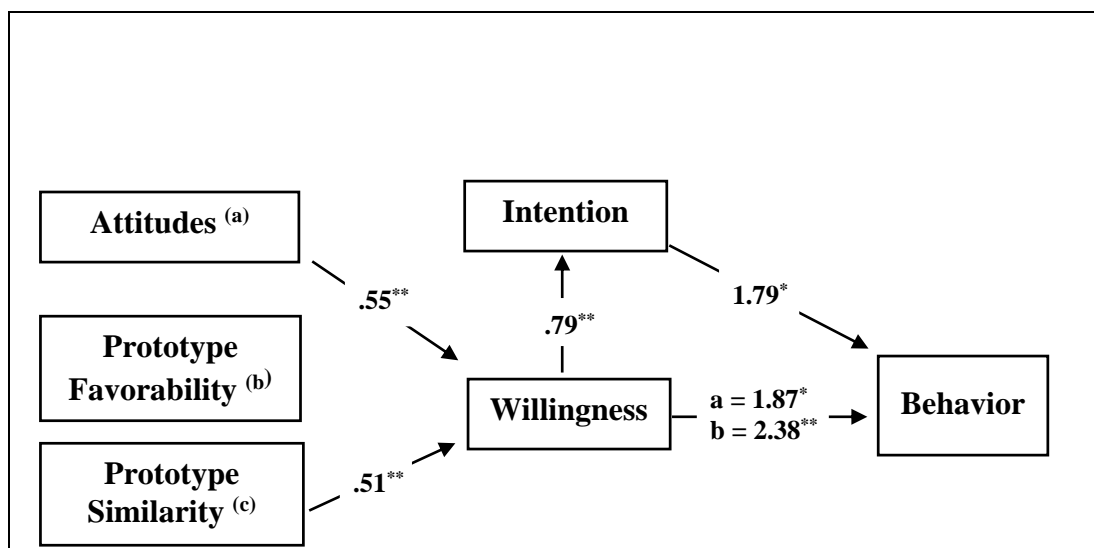 Attitudes (a)
Intention
.55**
1.79*
.79**
Prototype
Favorability (b)
Willingness
a = 1.87*
b = 2.38**
Behavior
Prototype
Similarity (c)
.51**